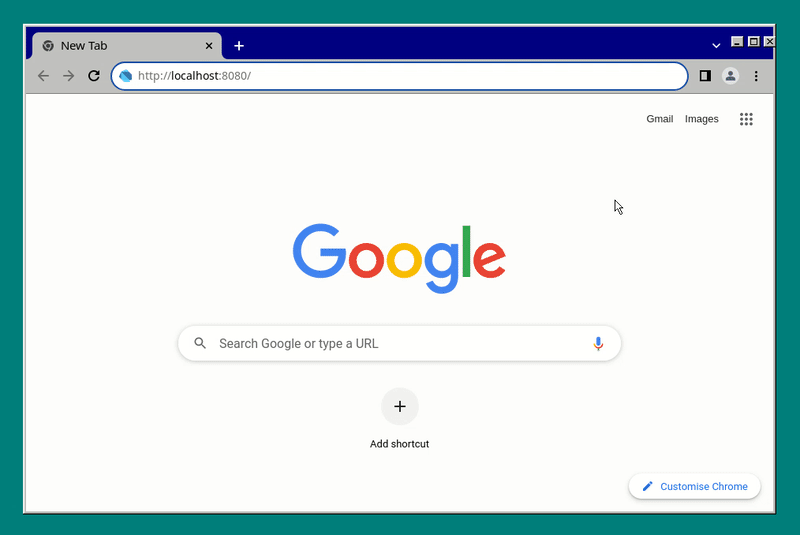 New Tab
http://localhost:8080/
Gmail Images
Google
Search Google or type a URL
Add shortcut
Customise Chrome